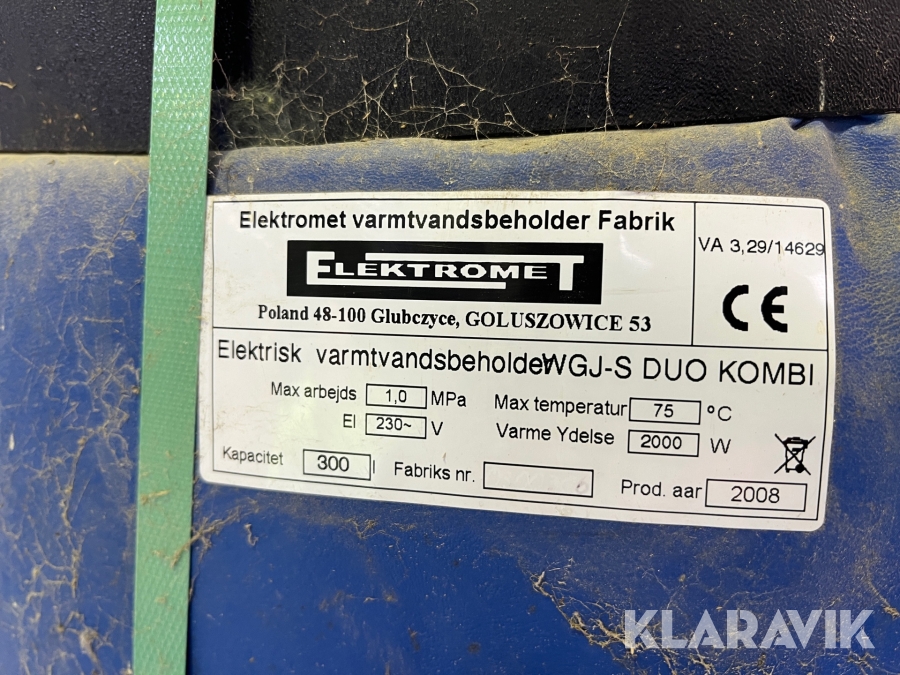 Elektromet varmtvandsbeholder Fabrik
ELEKTROMET
Poland 48-100 Glubczyce, GOLUSZOWICE 53
VA 3,29/14629
CE
Elektrisk varmtvandsbeholder WGJ-S DUO KOMBI
Max arbejds 1,0 MPa Max temperatur 75 °C
El 230~ V Varme Ydelse 2000 W
Kapacitet 300 l Fabriks nr. Prod. aar 2008
KLARAVIK